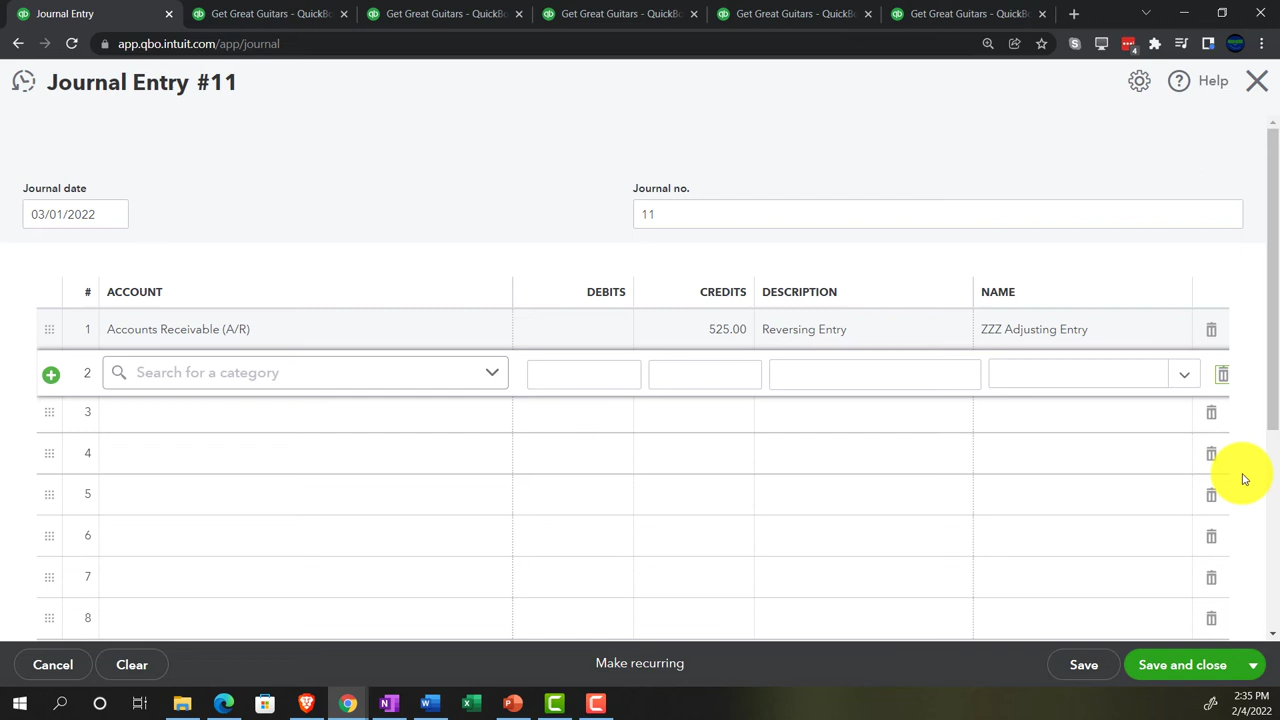 Journal Entry
Get Great Guitars - QuickBo
Get Great Guitars - QuickBo
Get Great Guitars - QuickBo
Get Great Guitars - QuickBo
Get Great Guitars - QuickBo
app.qbo.intuit.com/app/journal
4
Journal Entry #11
Help
Journal date
Journal no.
03/01/2022
11
# ACCOUNT DEBITS CREDITS DESCRIPTION NAME
1 Accounts Receivable (A/R) 525.00 Reversing Entry ZZZ Adjusting Entry
2 Search for a category
3
4
5
6
7
8
Cancel Clear Make recurring Save Save and close
2:35 PM
2/4/2022